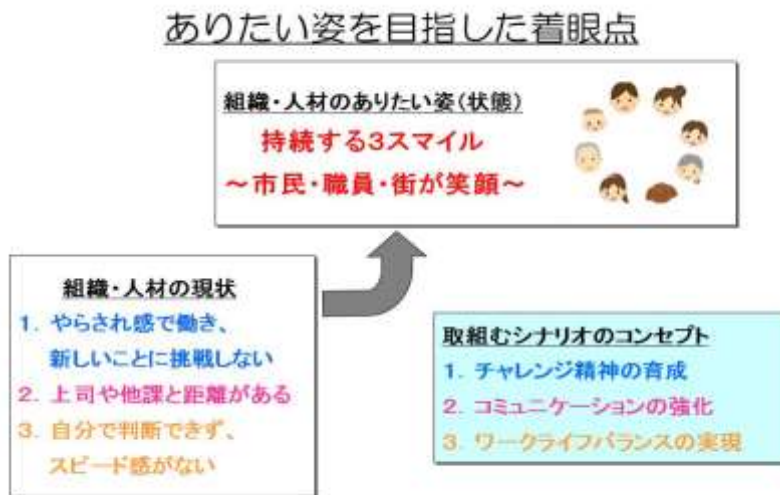 ありたい姿を目指した着眼点
組織・人材のありたい姿(状態)
持続する3スマイル
～市民・職員・街が笑顔～
組織・人材の現状
1. やらされ感で働き、
新しいことに挑戦しない
2. 上司や他課と距離がある
3. 自分で判断できず、
スピード感がない
取組むシナリオのコンセプト
1. チャレンジ精神の育成
2. コミュニケーションの強化
3. ワークライフバランスの実現